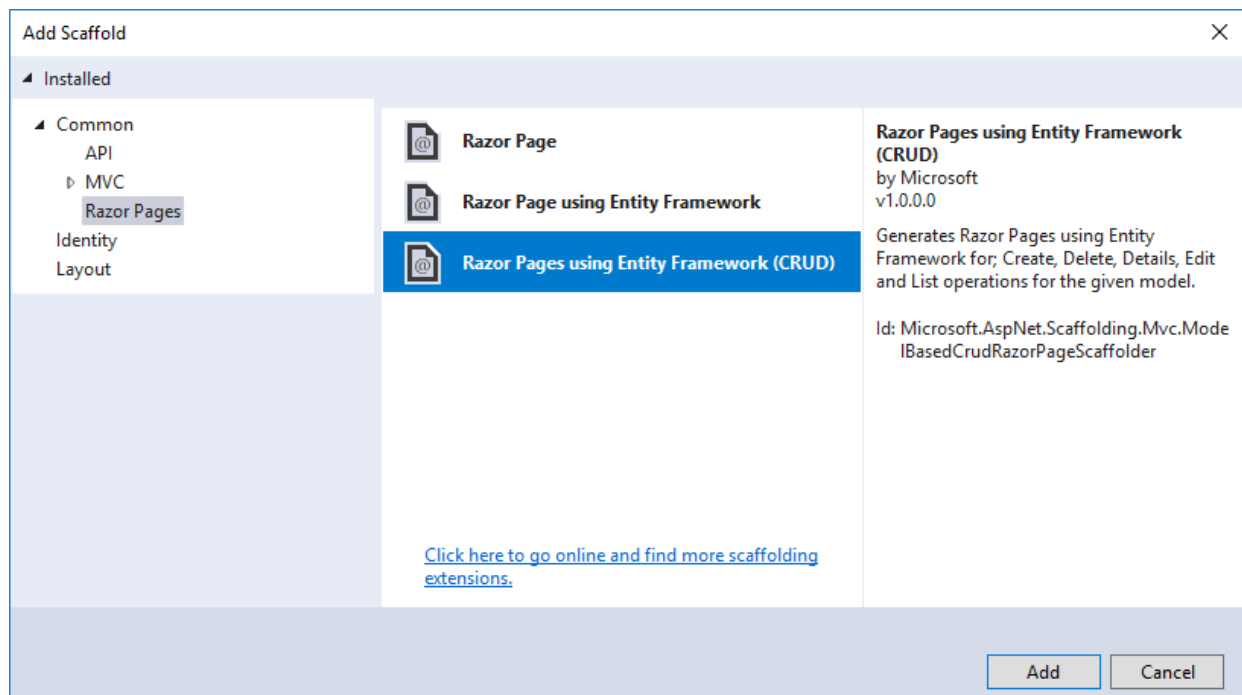 Add Scaffold
Installed
Common
API
MVC
Razor Pages
Identity
Layout
Razor Page
Razor Page using Entity Framework
Razor Pages using Entity Framework (CRUD)
Click here to go online and find more scaffolding
extensions.
Razor Pages using Entity Framework
(CRUD)
by Microsoft
v1.0.0.0
Generates Razor Pages using Entity
Framework for; Create, Delete, Details, Edit
and List operations for the given model.
Id: Microsoft.AspNet.Scaffolding.Mvc.Mode
lBasedCrudRazorPageScaffolder
Add
Cancel